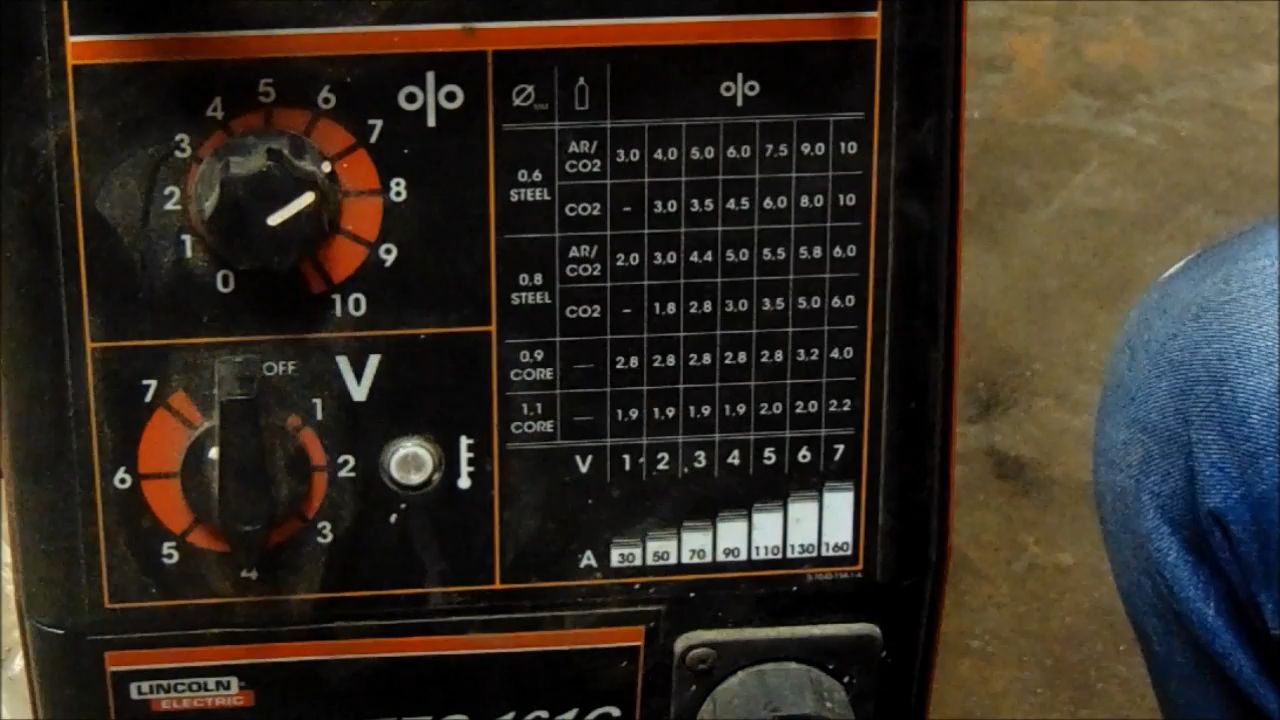 5
4 6
3 7
2 8
1 9
0 10
OFF
V
7 1
6 2
5 3
4
Ø
0,6 STEEL AR/CO2 3,0 4,0 5,0 6,0 7,5 9,0 10
CO2 - 3,0 3,5 4,5 6,0 8,0 10
0,8 STEEL AR/CO2 2,0 3,0 4,4 5,0 5,5 5,8 6,0
CO2 - 1,8 2,8 3,0 3,5 5,0 6,0
0,9 CORE — 2,8 2,8 2,8 2,8 2,8 3,2 4,0
1.1 CORE — 1,9 1,9 1,9 1,9 2,0 2,0 2,2
V 1 2 3 4 5 6 7
A 30 50 70 90 110 130 160
LINCOLN
ELECTRIC
161C